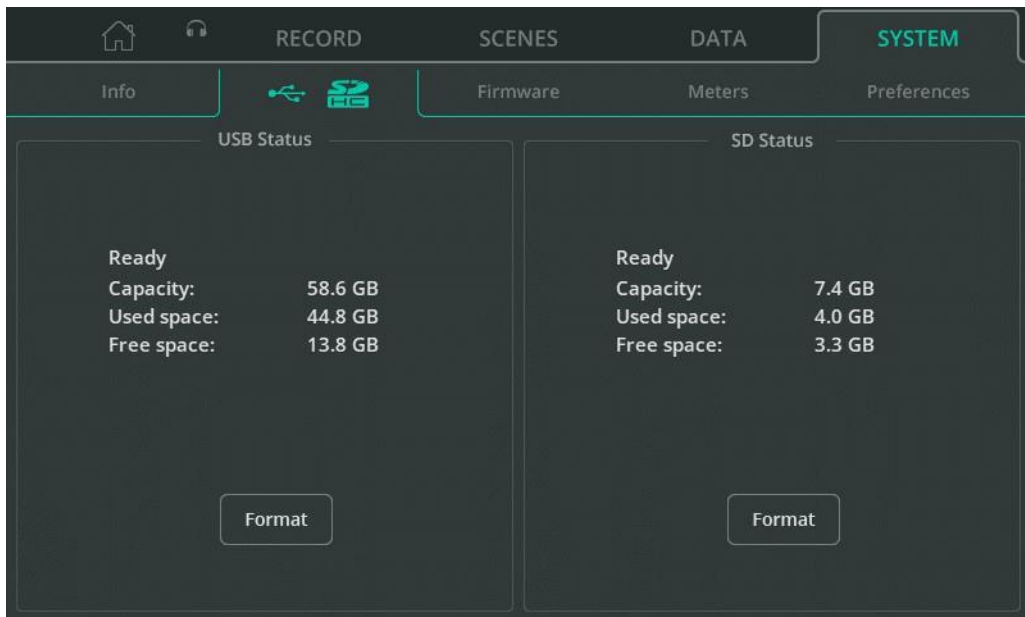 RECORD SCENES DATA SYSTEM
Info SD HC Firmware Meters Preferences
USB Status
Ready
Capacity: 58.6 GB
Used space: 44.8 GB
Free space: 13.8 GB
Format
SD Status
Ready
Capacity: 7.4 GB
Used space: 4.0 GB
Free space: 3.3 GB
Format